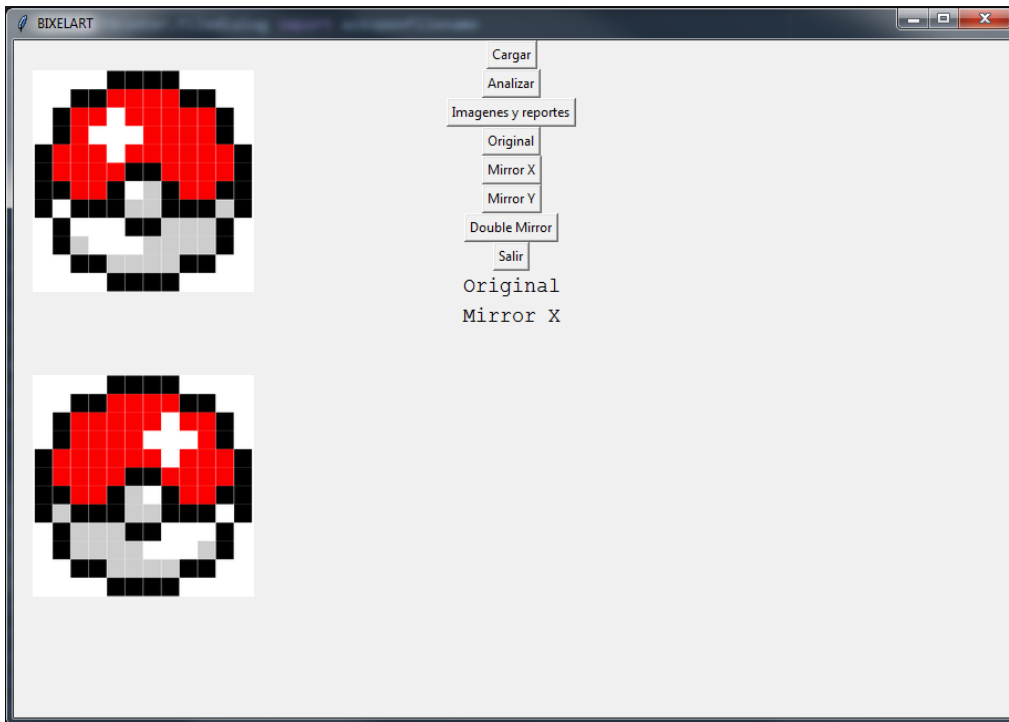 BIXELART
Cargar
Analizar
Imagenes y reportes
Original
Mirror X
Mirror Y
Double Mirror
Salir
Original
Mirror X